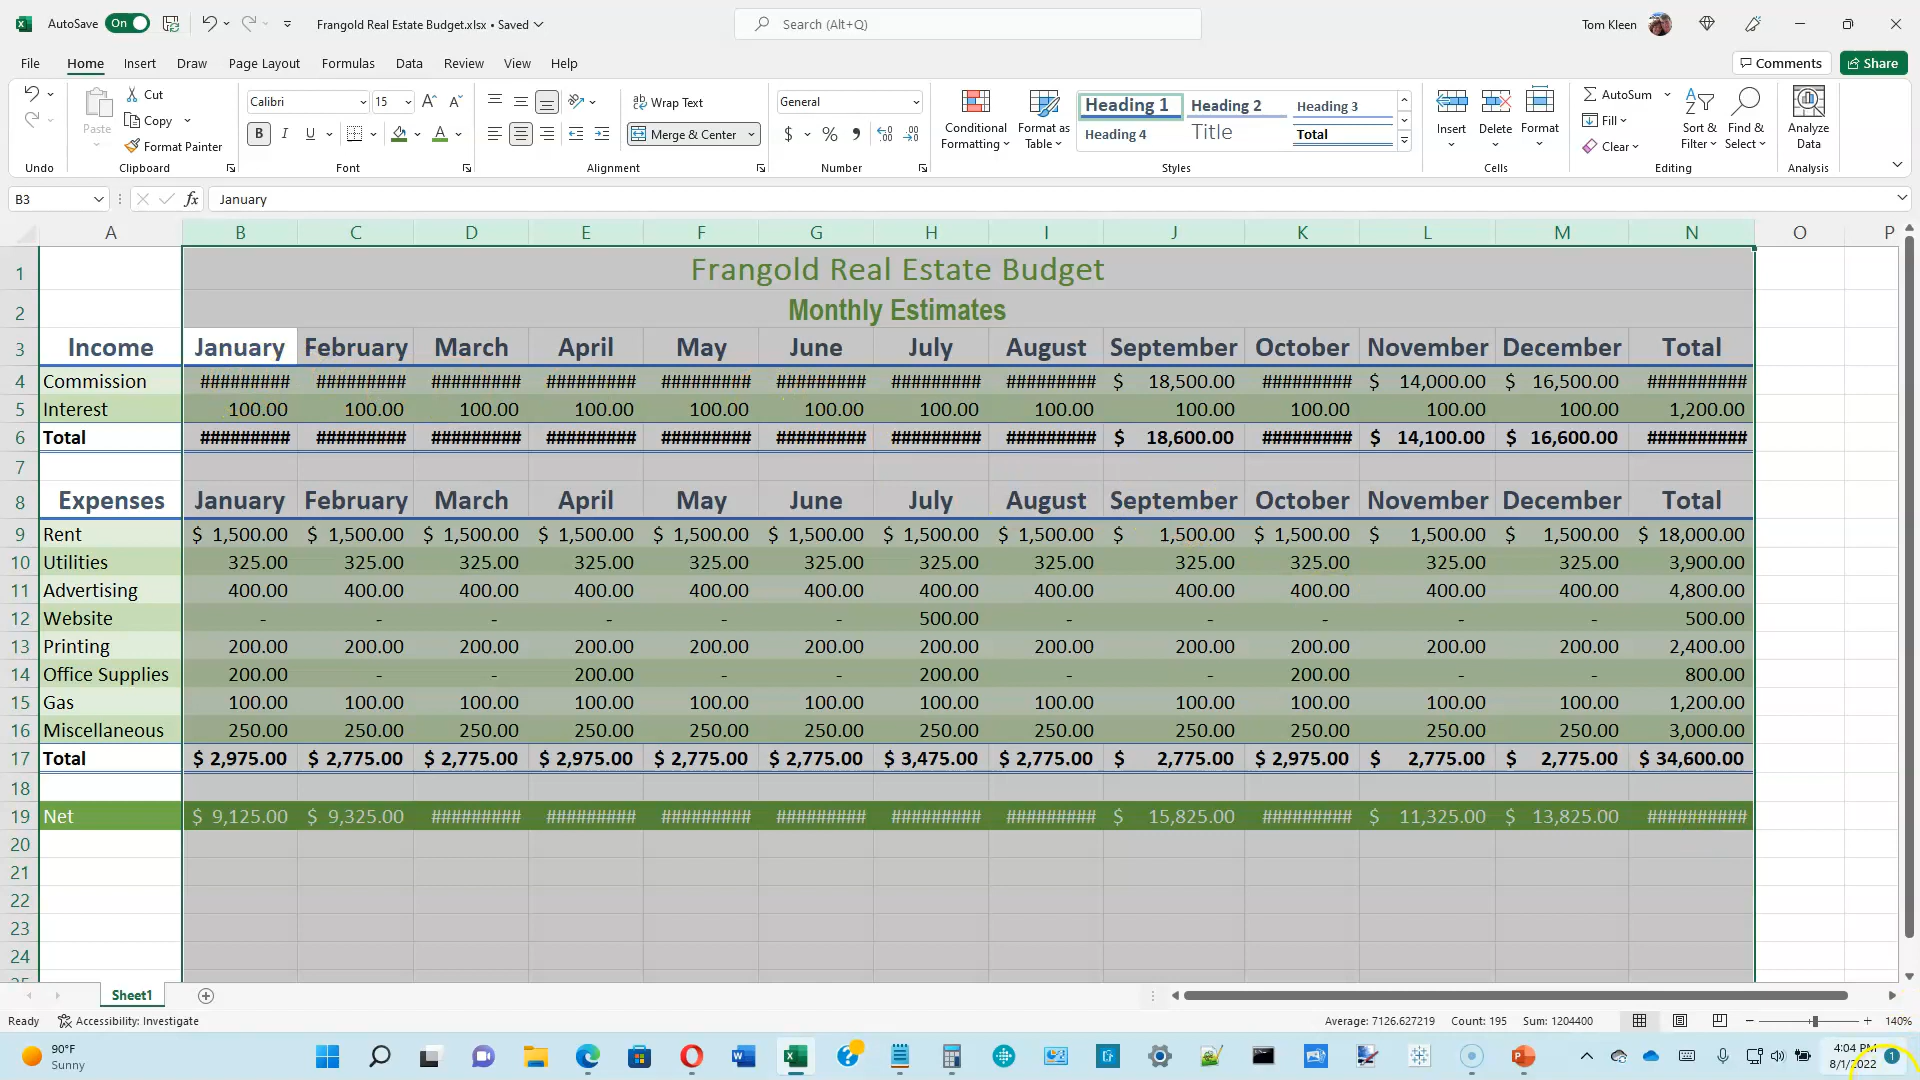 AutoSave On Frangold Real Estate Budget.xlsx • Saved Search (Alt+Q) Tom Kleen
File Home Insert Draw Page Layout Formulas Data Review View Help Comments Share
Cut Calibri 15 Wrap Text General Heading 1 Heading 2 Heading 3 AutoSum
Paste Copy B I U A Merge & Center $ % Conditional Formatting Format as Table Heading 4 Title Total Insert Delete Format Fill Sort & Filter Find & Select Analyze Data
Format Painter Clear
Undo Clipboard Font Alignment Number Styles Cells Editing Analysis
B3 fx January
A B C D E F G H I J K L M N O P
1 Frangold Real Estate Budget
2 Monthly Estimates
3 Income January February March April May June July August September October November December Total
4 Commission ######### ######### ######### ######### ######### ######### ######### ######### $ 18,500.00 ######### $ 14,000.00 $ 16,500.00 ##########
5 Interest 100.00 100.00 100.00 100.00 100.00 100.00 100.00 100.00 100.00 100.00 100.00 100.00 1,200.00
6 Total ######### ######### ######### ######### ######### ######### ######### ######### $ 18,600.00 ######### $ 14,100.00 $ 16,600.00 ##########
7
8 Expenses January February March April May June July August September October November December Total
9 Rent $ 1,500.00 $ 1,500.00 $ 1,500.00 $ 1,500.00 $ 1,500.00 $ 1,500.00 $ 1,500.00 $ 1,500.00 $ 1,500.00 $ 1,500.00 $ 1,500.00 $ 1,500.00 $ 18,000.00
10 Utilities 325.00 325.00 325.00 325.00 325.00 325.00 325.00 325.00 325.00 325.00 325.00 325.00 3,900.00
11 Advertising 400.00 400.00 400.00 400.00 400.00 400.00 400.00 400.00 400.00 400.00 400.00 400.00 4,800.00
12 Website - - - - - - 500.00 - - - - - 500.00
13 Printing 200.00 200.00 200.00 200.00 200.00 200.00 200.00 200.00 200.00 200.00 200.00 200.00 2,400.00
14 Office Supplies 200.00 - - 200.00 - - 200.00 - - 200.00 - - 800.00
15 Gas 100.00 100.00 100.00 100.00 100.00 100.00 100.00 100.00 100.00 100.00 100.00 100.00 1,200.00
16 Miscellaneous 250.00 250.00 250.00 250.00 250.00 250.00 250.00 250.00 250.00 250.00 250.00 250.00 3,000.00
17 Total $ 2,975.00 $ 2,775.00 $ 2,775.00 $ 2,975.00 $ 2,775.00 $ 2,775.00 $ 3,475.00 $ 2,775.00 $ 2,775.00 $ 2,975.00 $ 2,775.00 $ 2,775.00 $ 34,600.00
18
19 Net $ 9,125.00 $ 9,325.00 ######### ######### ######### ######### ######### ######### $ 15,825.00 ######### $ 11,325.00 $ 13,825.00 ##########
20
21
22
23
24
Sheet1
Ready Accessibility: Investigate Average: 7126.627219 Count: 195 Sum: 1204400 140%
90°F 4:04 PM
Sunny 8/1/2022 1